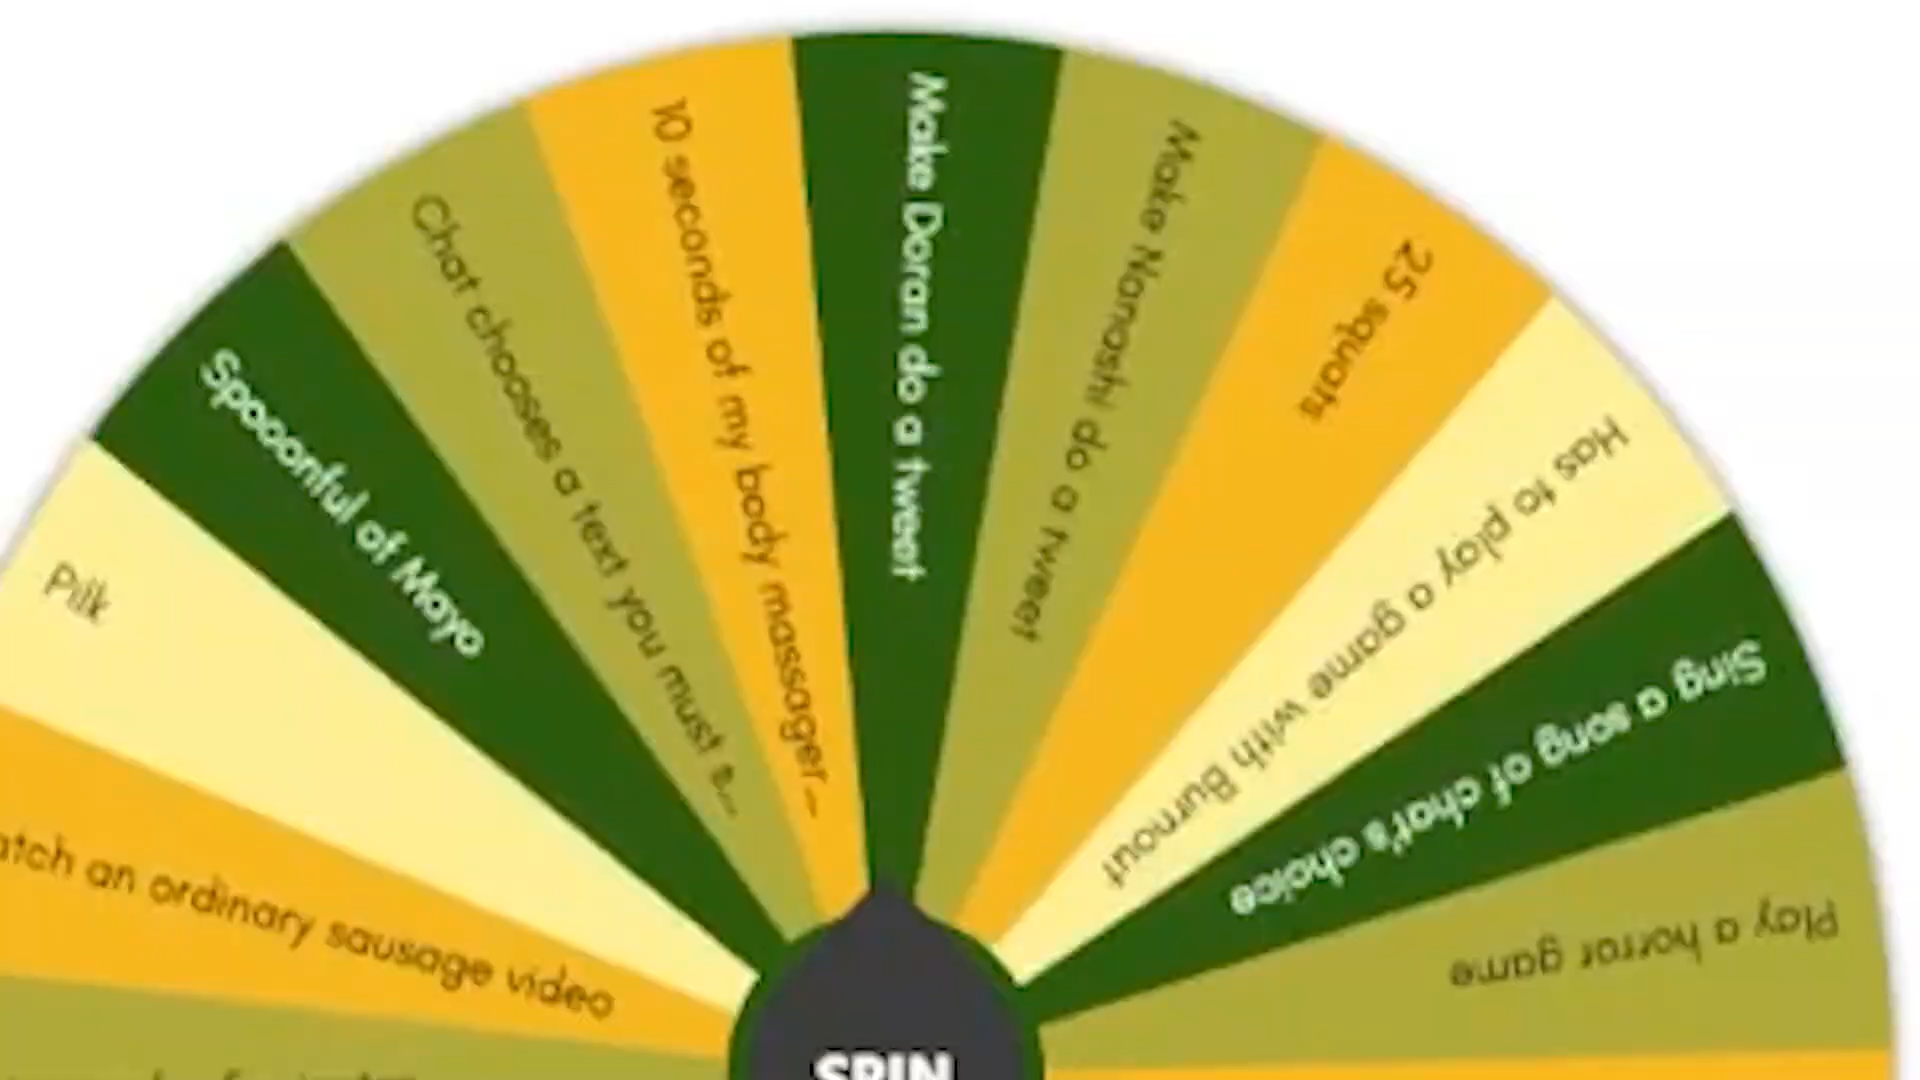 Pilk
Spooonful of Mayo
Chat chooses a text you must s...
10 seconds of my body massager...
Make Doran do a tweet
Make Nanashi do a tweet
25 squats
Has to play a game with Burnout
Sing a song of chat's choice
Play a horror game
atch an ordinary sausage video
SPIN